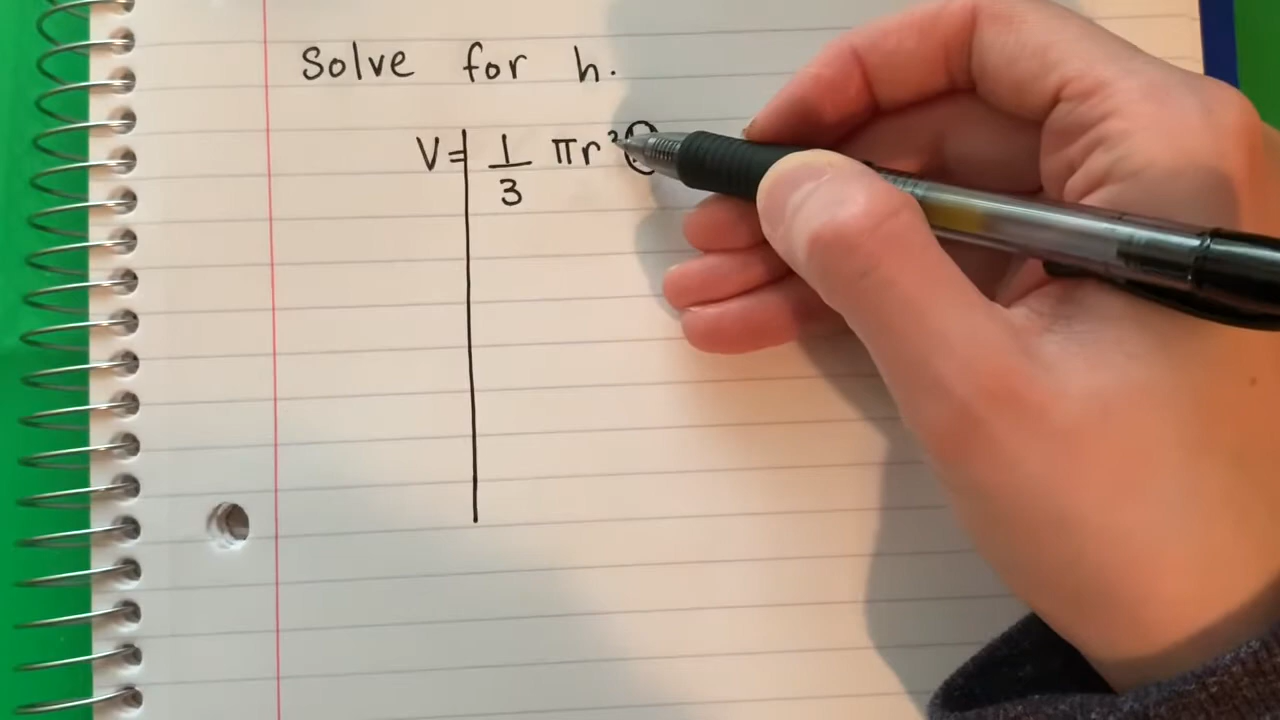 Solve for h.
V= 1/3 πr²